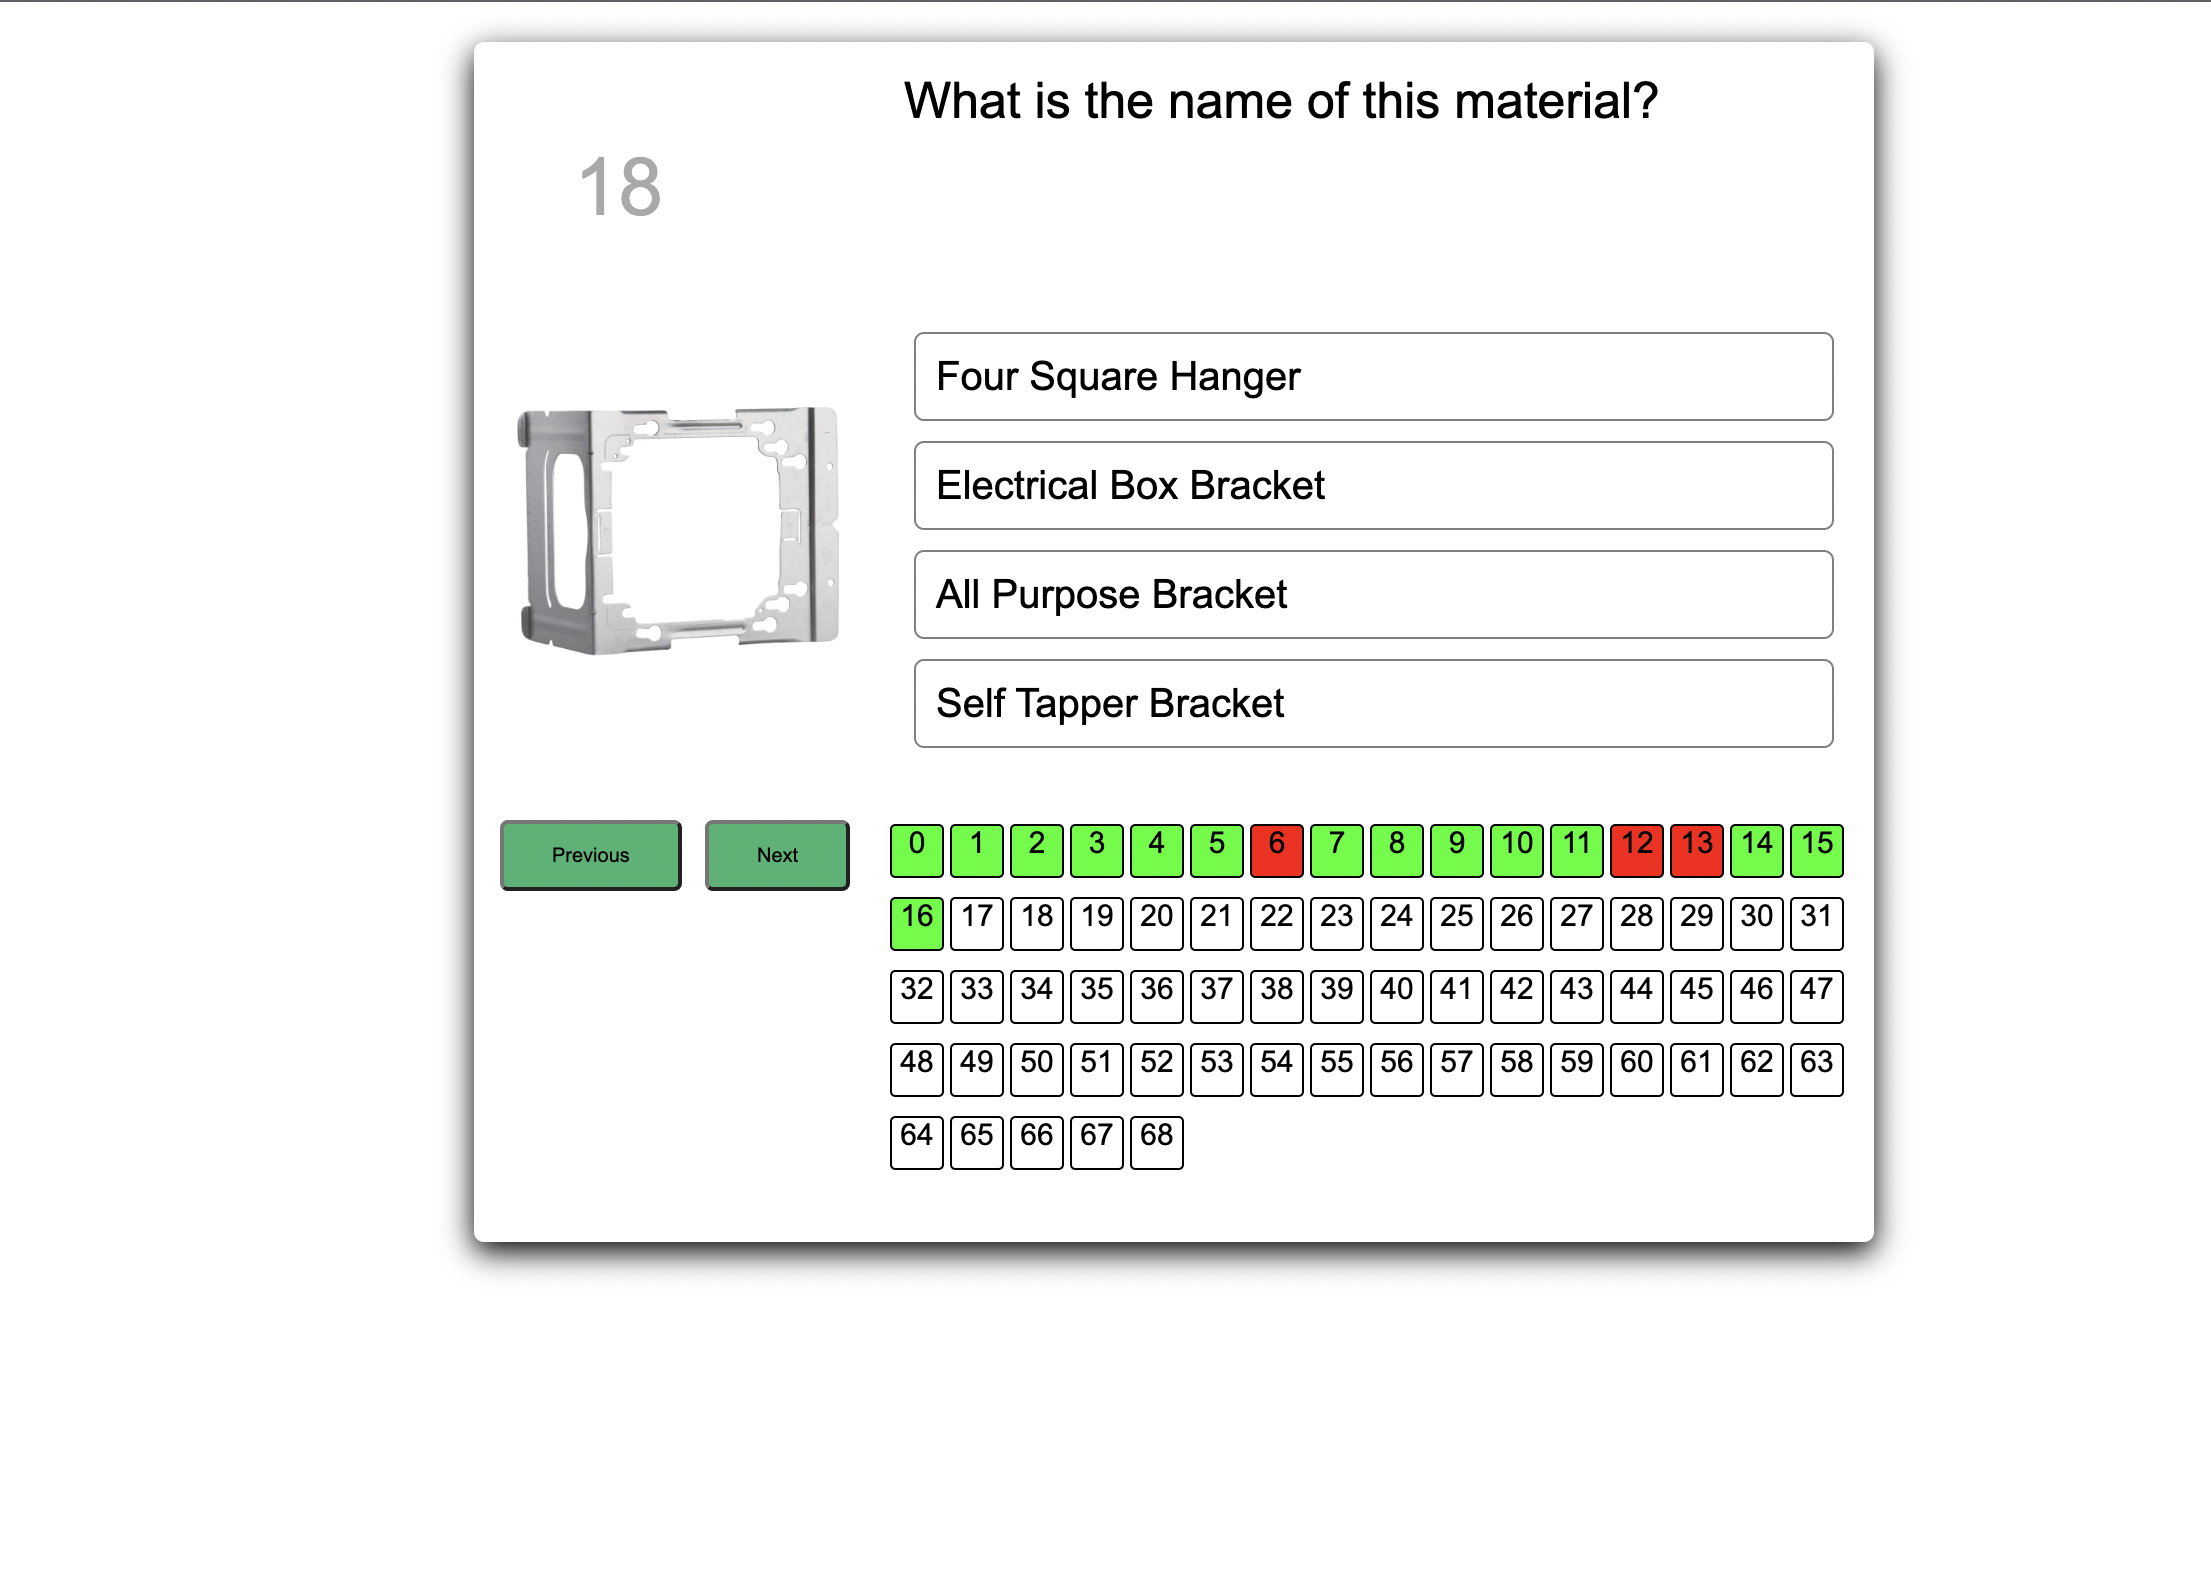 What is the name of this material?
18
Four Square Hanger
Electrical Box Bracket
All Purpose Bracket
Self Tapper Bracket
Previous
Next
0 1 2 3 4 5 6 7 8 9 10 11 12 13 14 15
16 17 18 19 20 21 22 23 24 25 26 27 28 29 30 31
32 33 34 35 36 37 38 39 40 41 42 43 44 45 46 47
48 49 50 51 52 53 54 55 56 57 58 59 60 61 62 63
64 65 66 67 68